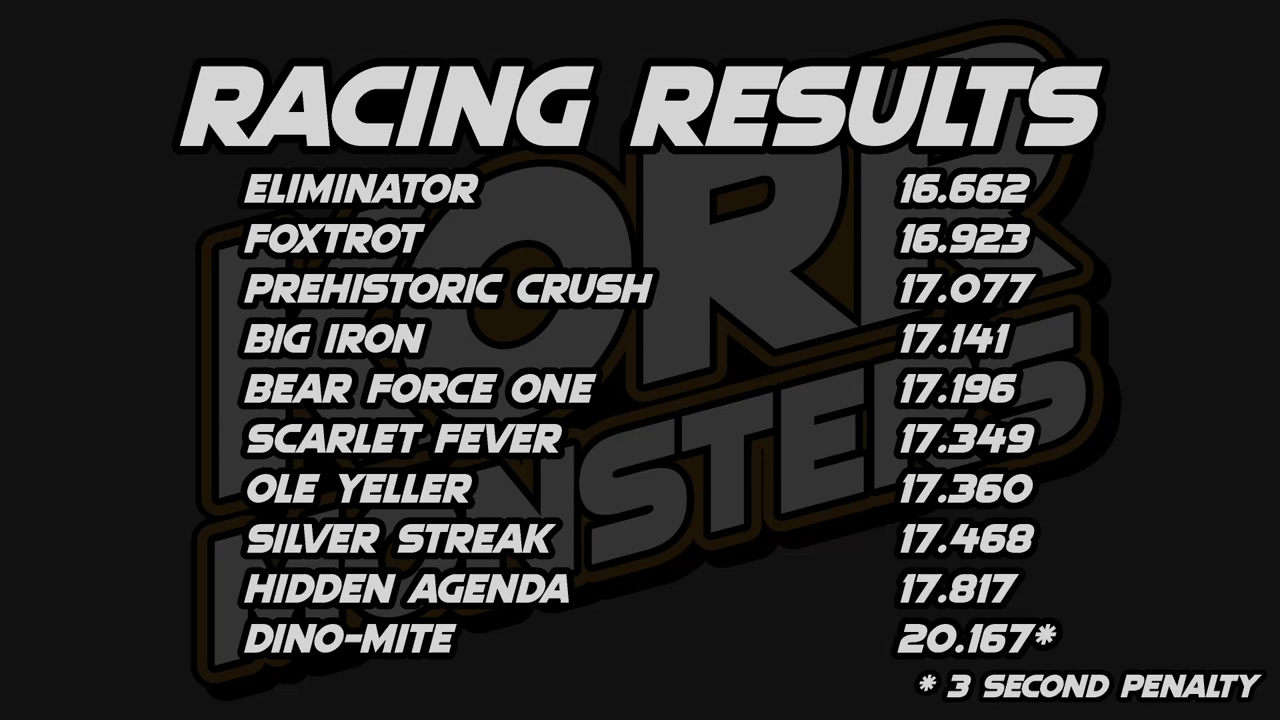 RACING RESULTS
ELIMINATOR 16.662
FOXTROT 16.923
PREHISTORIC CRUSH 17.077
BIG IRON 17.141
BEAR FORCE ONE 17.196
SCARLET FEVER 17.349
OLE YELLER 17.360
SILVER STREAK 17.468
HIDDEN AGENDA 17.817
DINO-MITE 20.167*
* 3 SECOND PENALTY
MONSTERS